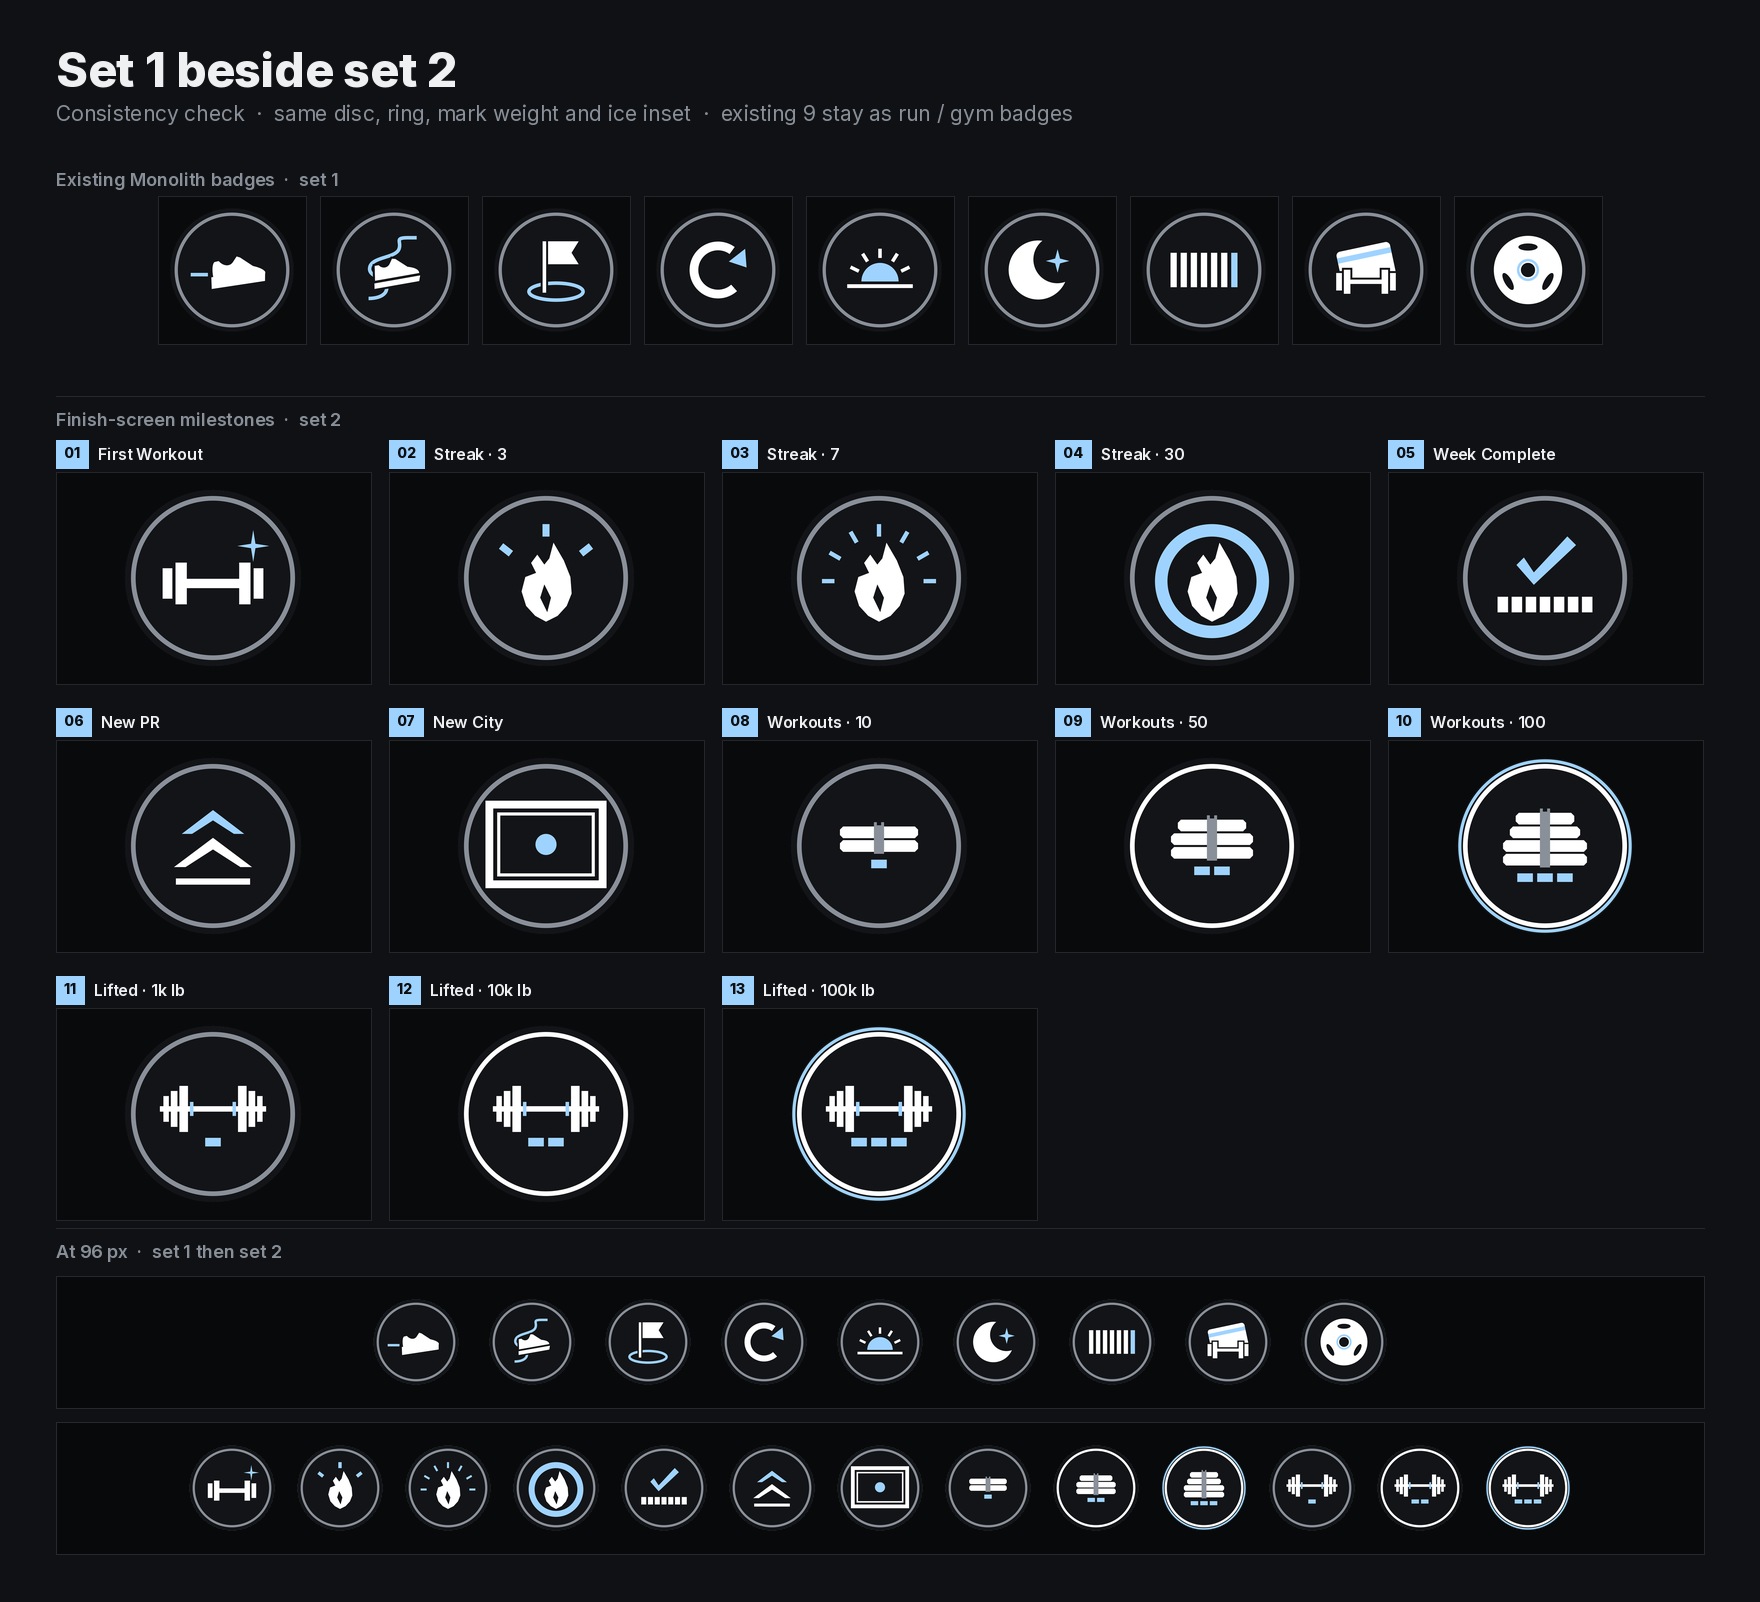 Set 1 beside set 2
Consistency check · same disc, ring, mark weight and ice inset · existing 9 stay as run / gym badges
Existing Monolith badges · set 1
Finish-screen milestones · set 2
01 First Workout
02 Streak · 3
03 Streak · 7
04 Streak · 30
05 Week Complete
06 New PR
07 New City
08 Workouts · 10
09 Workouts · 50
10 Workouts · 100
11 Lifted · 1k lb
12 Lifted · 10k lb
13 Lifted · 100k lb
At 96 px · set 1 then set 2